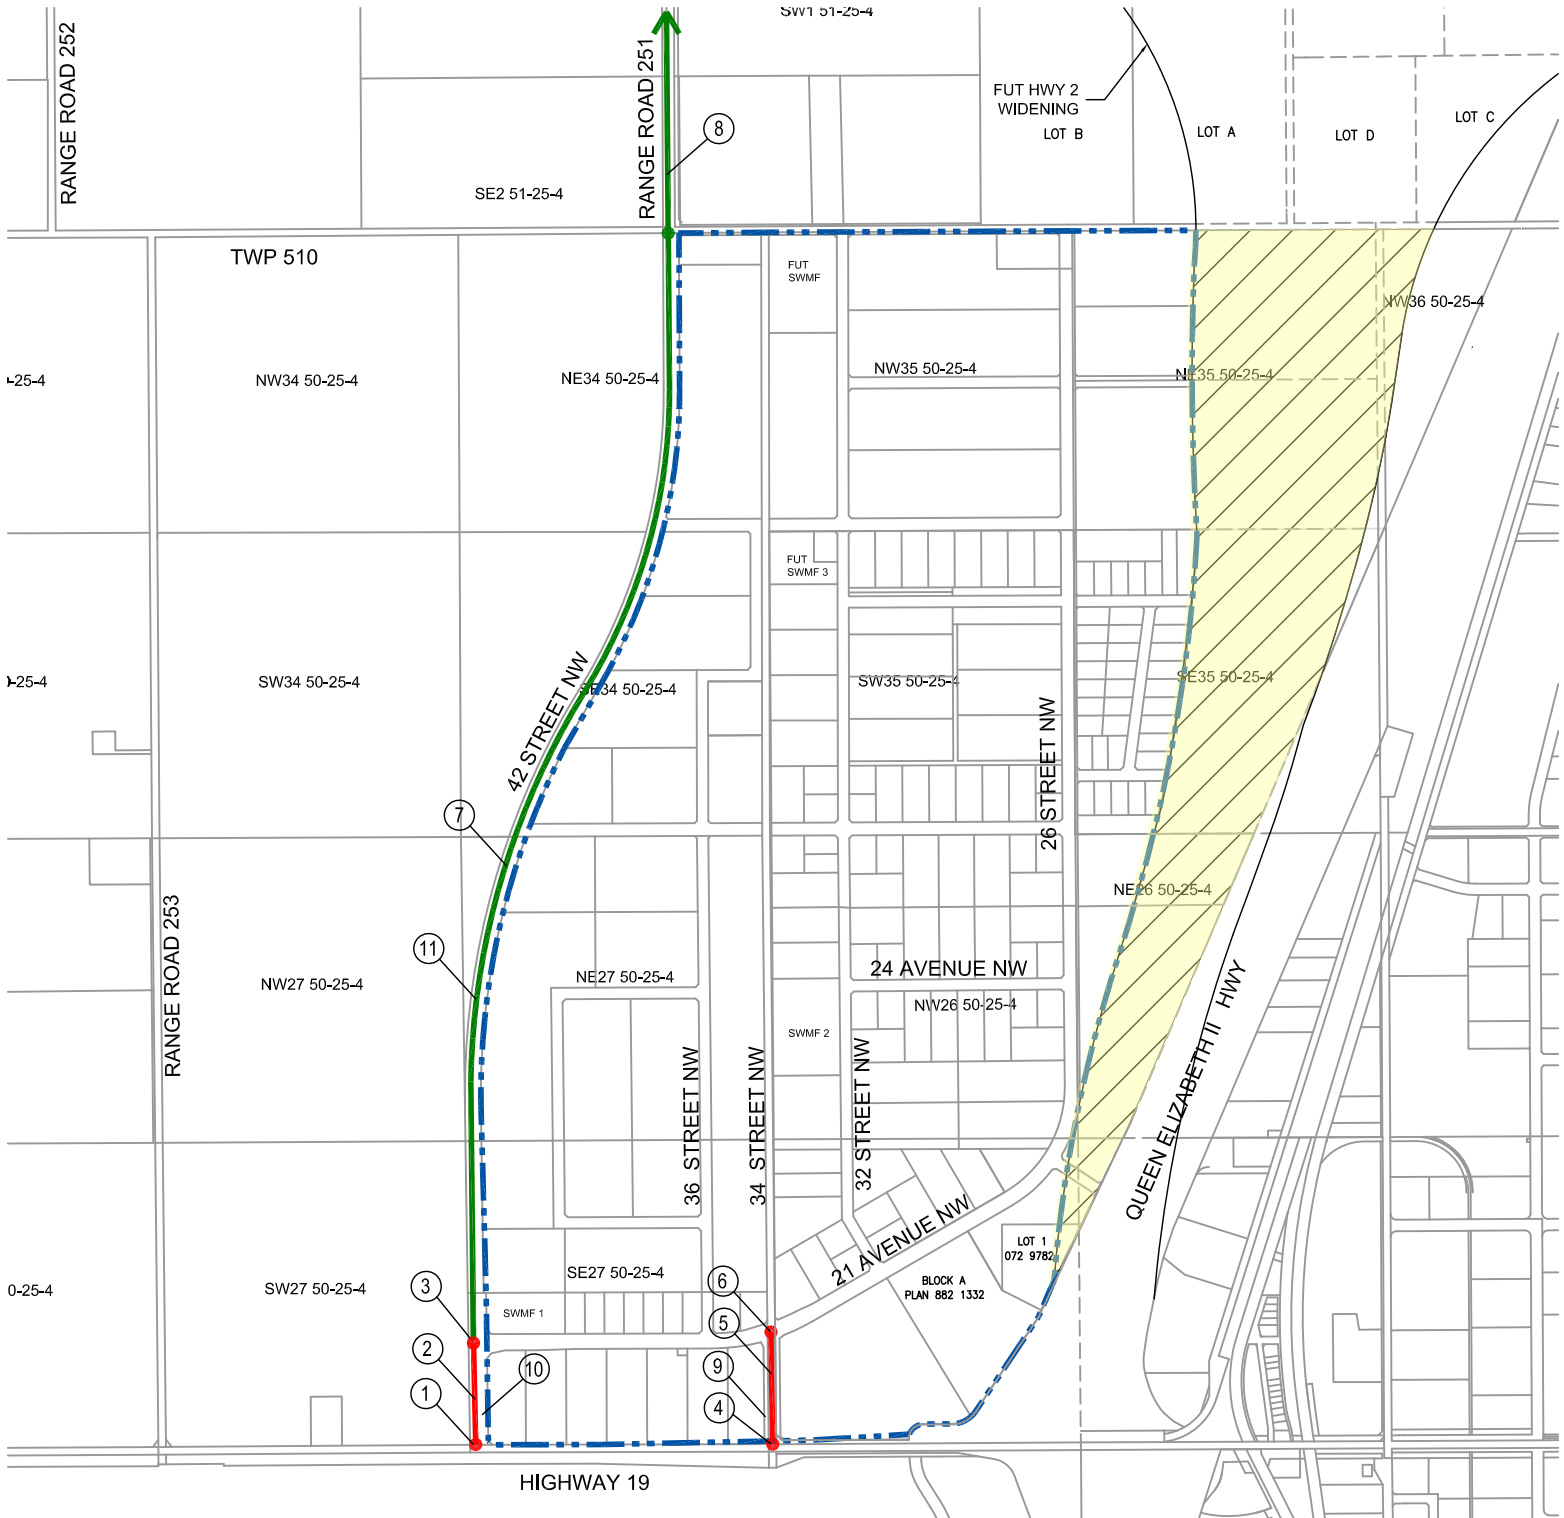 SW1 51-25-4
RANGE ROAD 252
RANGE ROAD 251
FUT HWY 2
WIDENING
LOT B
LOT A
LOT D
LOT C
8
SE2 51-25-4
TWP 510
FUT
SWMF
NW36 50-25-4
-25-4
NW34 50-25-4
NE34 50-25-4
NW35 50-25-4
NE35 50-25-4
FUT
SWMF 3
-25-4
SW34 50-25-4
SE34 50-25-4
SW35 50-25-4
SE35 50-25-4
42 STREET NW
26 STREET NW
7
NE26 50-25-4
RANGE ROAD 253
11
NW27 50-25-4
NE27 50-25-4
24 AVENUE NW
NW26 50-25-4
SWMF 2
QUEEN ELIZABETH II HWY
36 STREET NW
34 STREET NW
32 STREET NW
21 AVENUE NW
LOT 1
072 9782
0-25-4
SW27 50-25-4
SE27 50-25-4
BLOCK A
PLAN 882 1332
3
SWMF 1
6
5
2
10
9
1
4
HIGHWAY 19